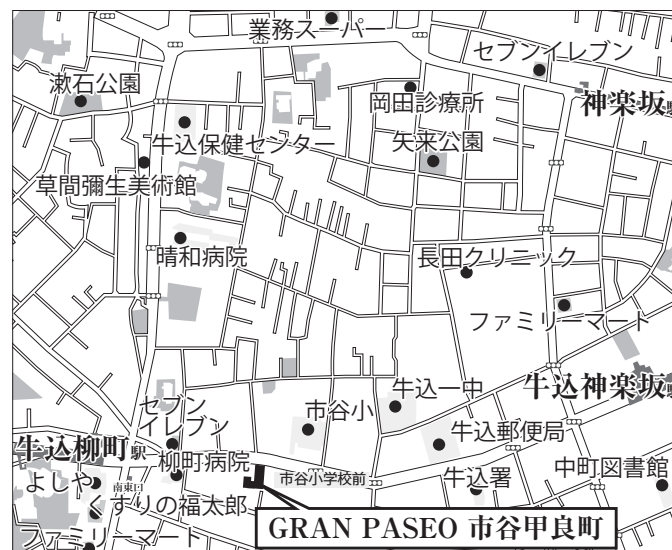 業務スーパー
セブンイレブン
漱石公園
岡田診療所
神楽坂駅
牛込保健センター
矢来公園
草間彌生美術館
晴和病院
長田クリニック
ファミリーマート
牛込神楽坂駅
セブン
イレブン
牛込一中
市谷小
牛込郵便局
牛込柳町駅
柳町病院
市谷小学校前
牛込署
中町図書館
よしや
南東口
くすりの福太郎
GRAN PASEO 市谷甲良町
ファミリーマート